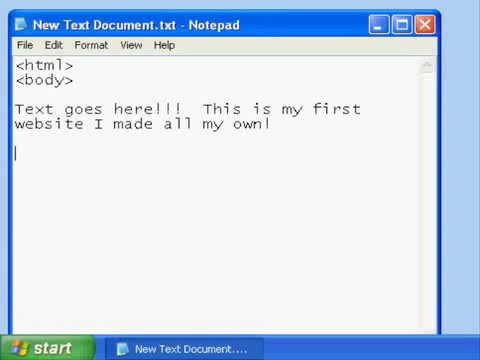 New Text Document.txt - Notepad
File Edit Format View Help
<html>
<body>
Text goes here!!!  This is my first
website I made all my own!
start
New Text Document....